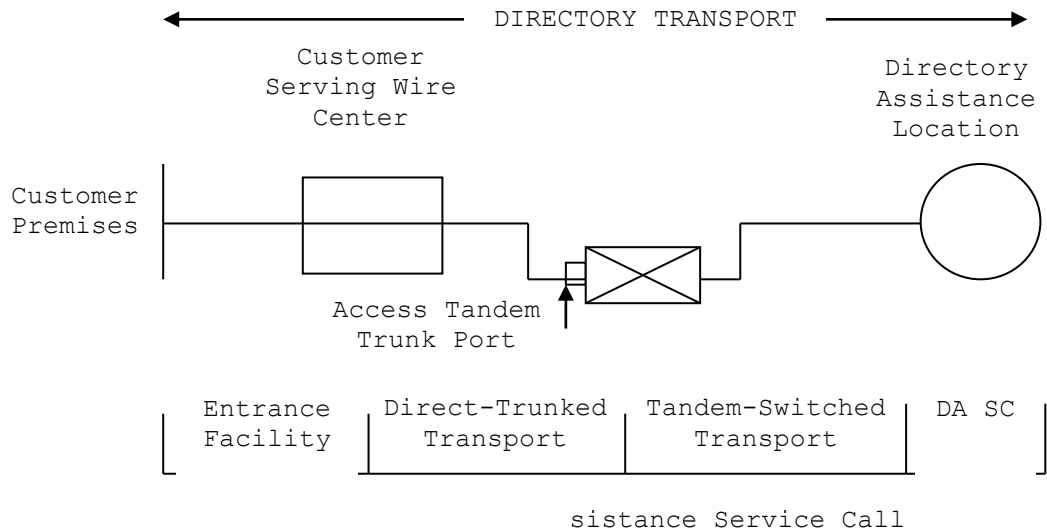 DIRECTORY TRANSPORT
Customer
Serving Wire
Center
Directory
Assistance
Location
Customer
Premises
Access Tandem
Trunk Port
Entrance
Facility
Direct-Trunked
Transport
Tandem-Switched
Transport
DA SC
sistance Service Call